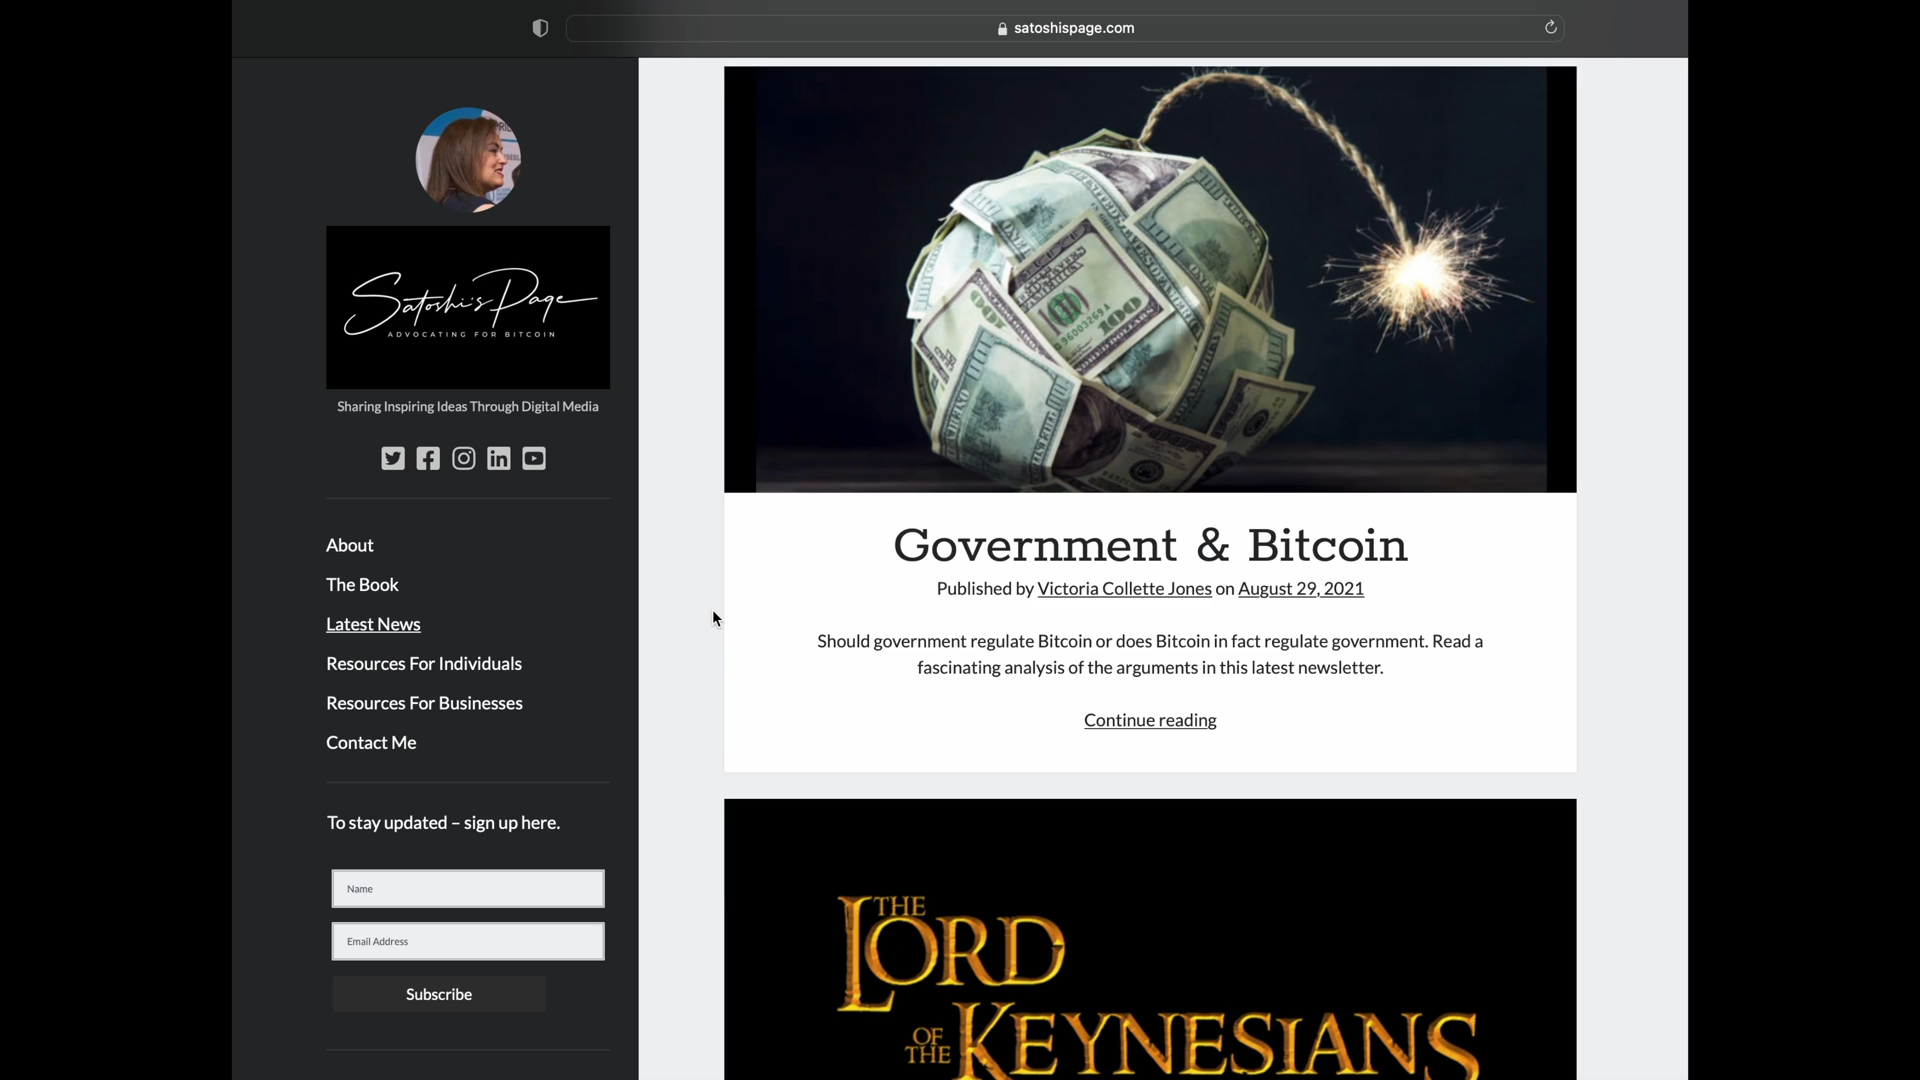 satoshispage.com
Satoshi's Page
ADVOCATING FOR BITCOIN
Sharing Inspiring Ideas Through Digital Media
About
The Book
Latest News
Resources For Individuals
Resources For Businesses
Contact Me
To stay updated – sign up here.
Name
Email Address
Subscribe
100
Government & Bitcoin
Published by Victoria Collette Jones on August 29, 2021
Should government regulate Bitcoin or does Bitcoin in fact regulate government. Read a
fascinating analysis of the arguments in this latest newsletter.
Continue reading
THE
LORD
OF
THE
KEYNESIANS